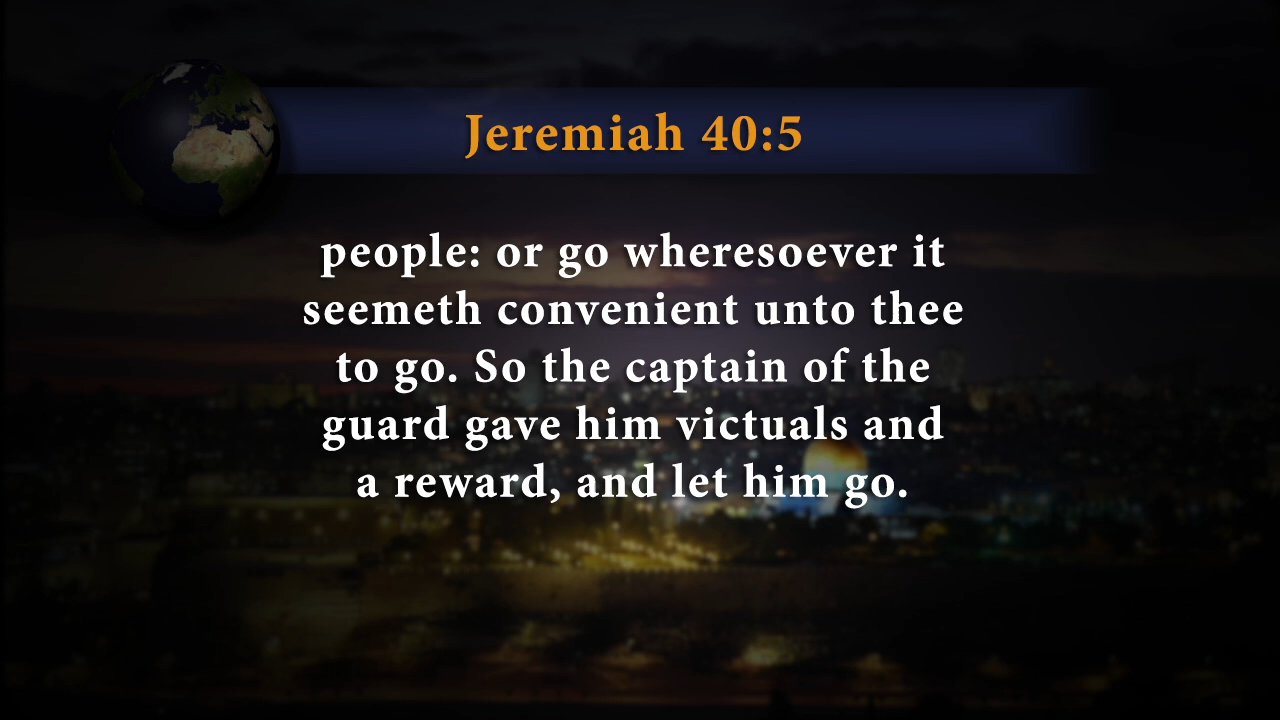 Jeremiah 40:5
people: or go wheresoever it
seemeth convenient unto thee
to go. So the captain of the
guard gave him victuals and
a reward, and let him go.